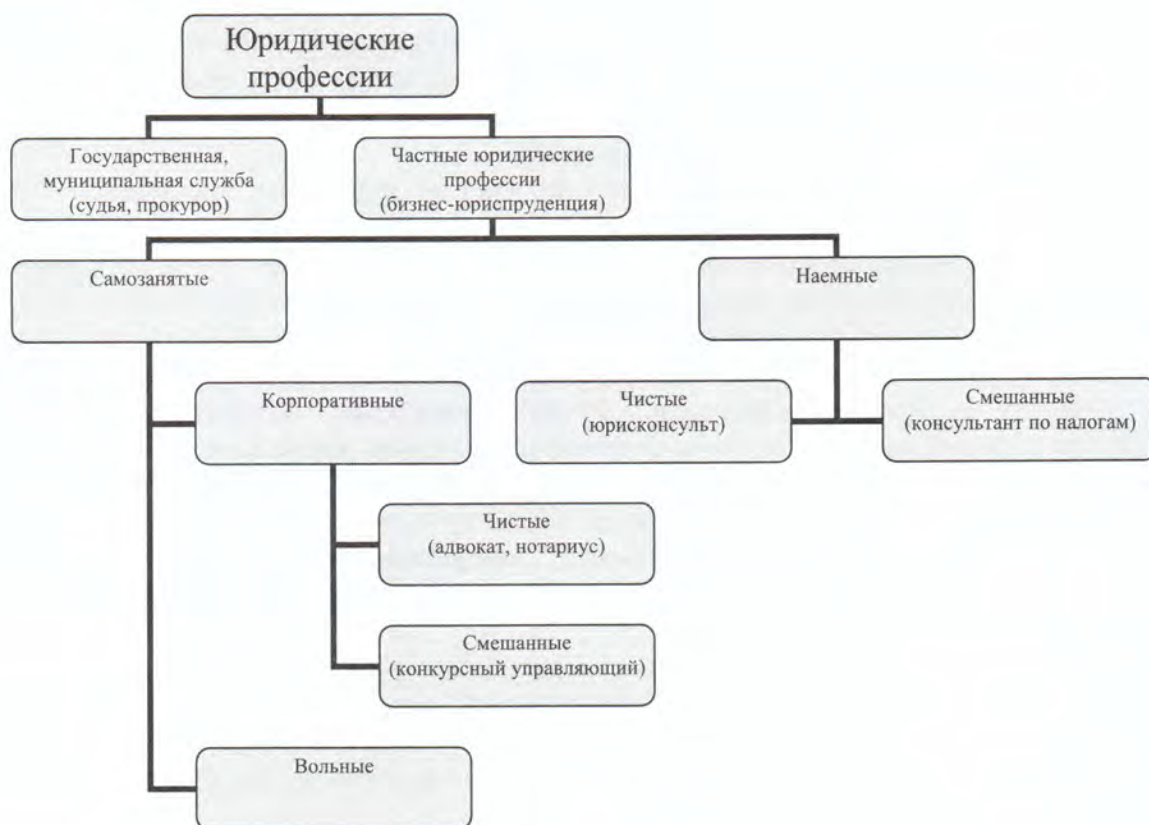 Юридические
профессии
Государственная,
муниципальная служба
(судья, прокурор)
Частные юридические
профессии
(бизнес-юриспруденция)
Самозанятые
Наемные
Корпоративные
Чистые
(юрисконсульт)
Смешанные
(консультант по налогам)
Чистые
(адвокат, нотариус)
Смешанные
(конкурсный управляющий)
Вольные